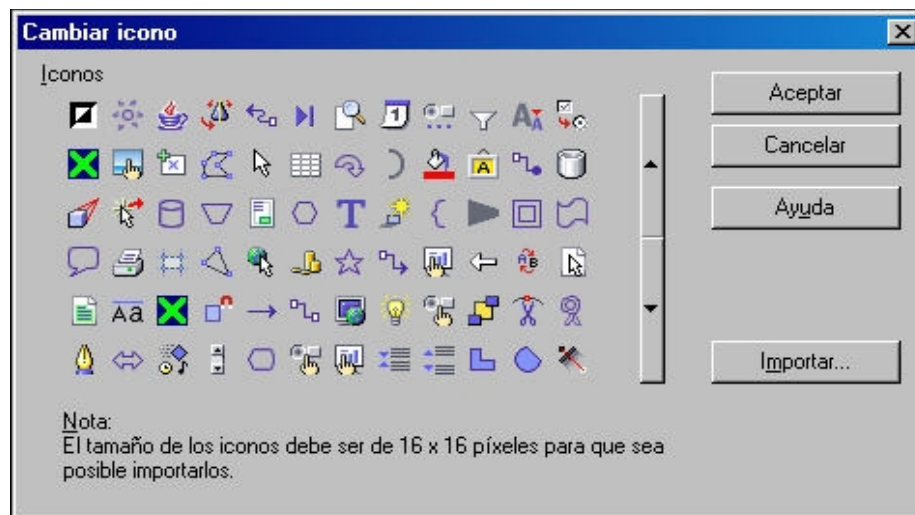 Cambiar icono
Iconos
Aceptar
Cancelar
Ayuda
Importar...
Nota:
El tamaño de los iconos debe ser de 16 x 16 píxeles para que sea
posible importarlos.